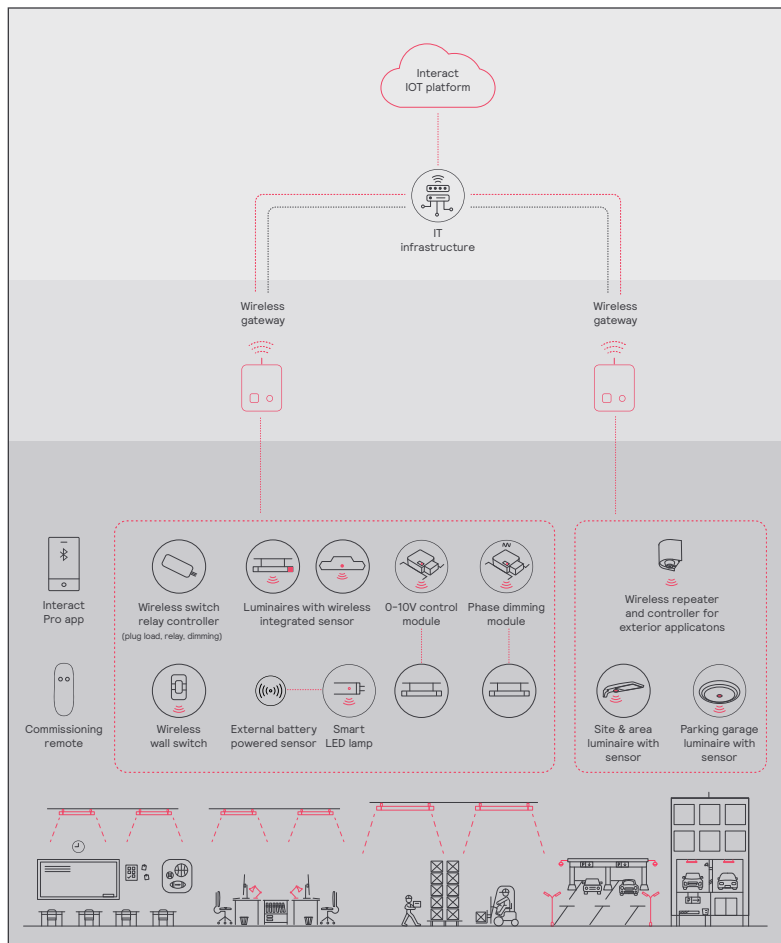 Interact
IOT platform
IT
infrastructure
Wireless
gateway
Wireless
gateway
Interact
Pro app
Wireless switch
relay controller
(plug load, relay, dimming)
Luminaires with wireless
integrated sensor
0-10V control
module
Phase dimming
module
Wireless repeater
and controller for
exterior applicatons
Commissioning
remote
Wireless
wall switch
External battery
powered sensor
Smart
LED lamp
Site & area
luminaire with
sensor
Parking garage
luminaire with
sensor